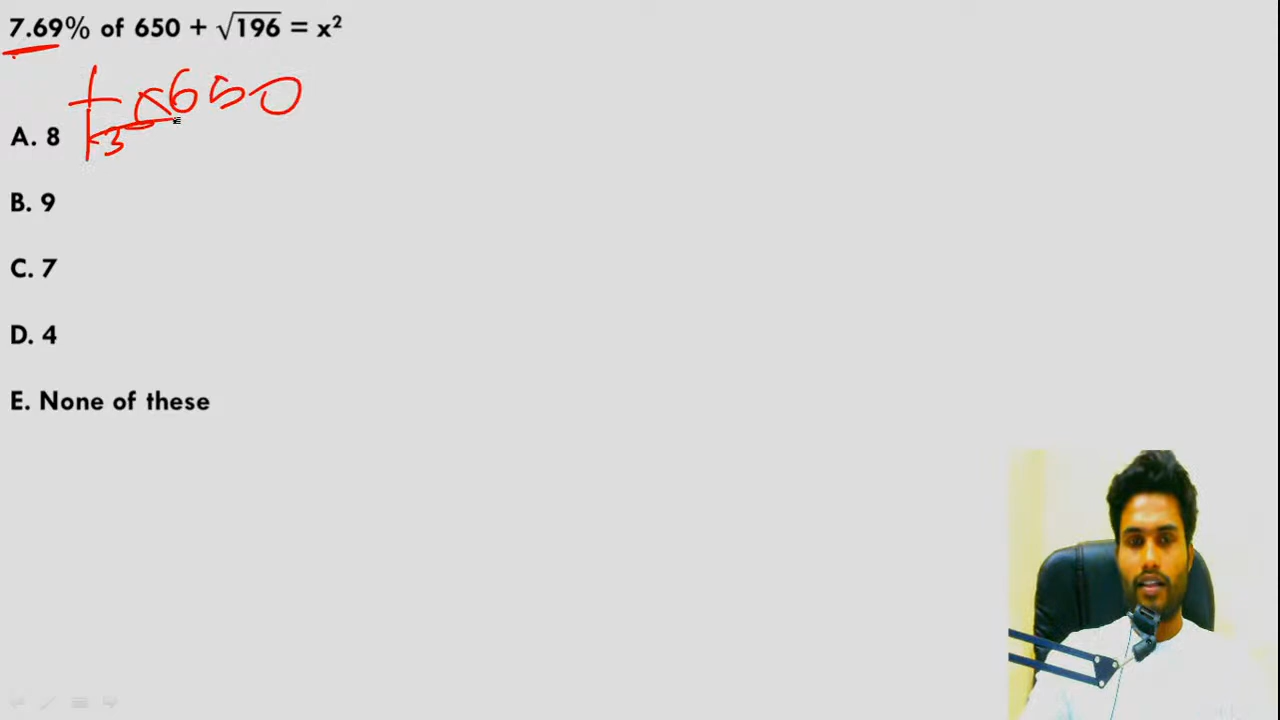 7.69% of 650 + √196 = x²
1 × 650
13
A. 8
B. 9
C. 7
D. 4
E. None of these